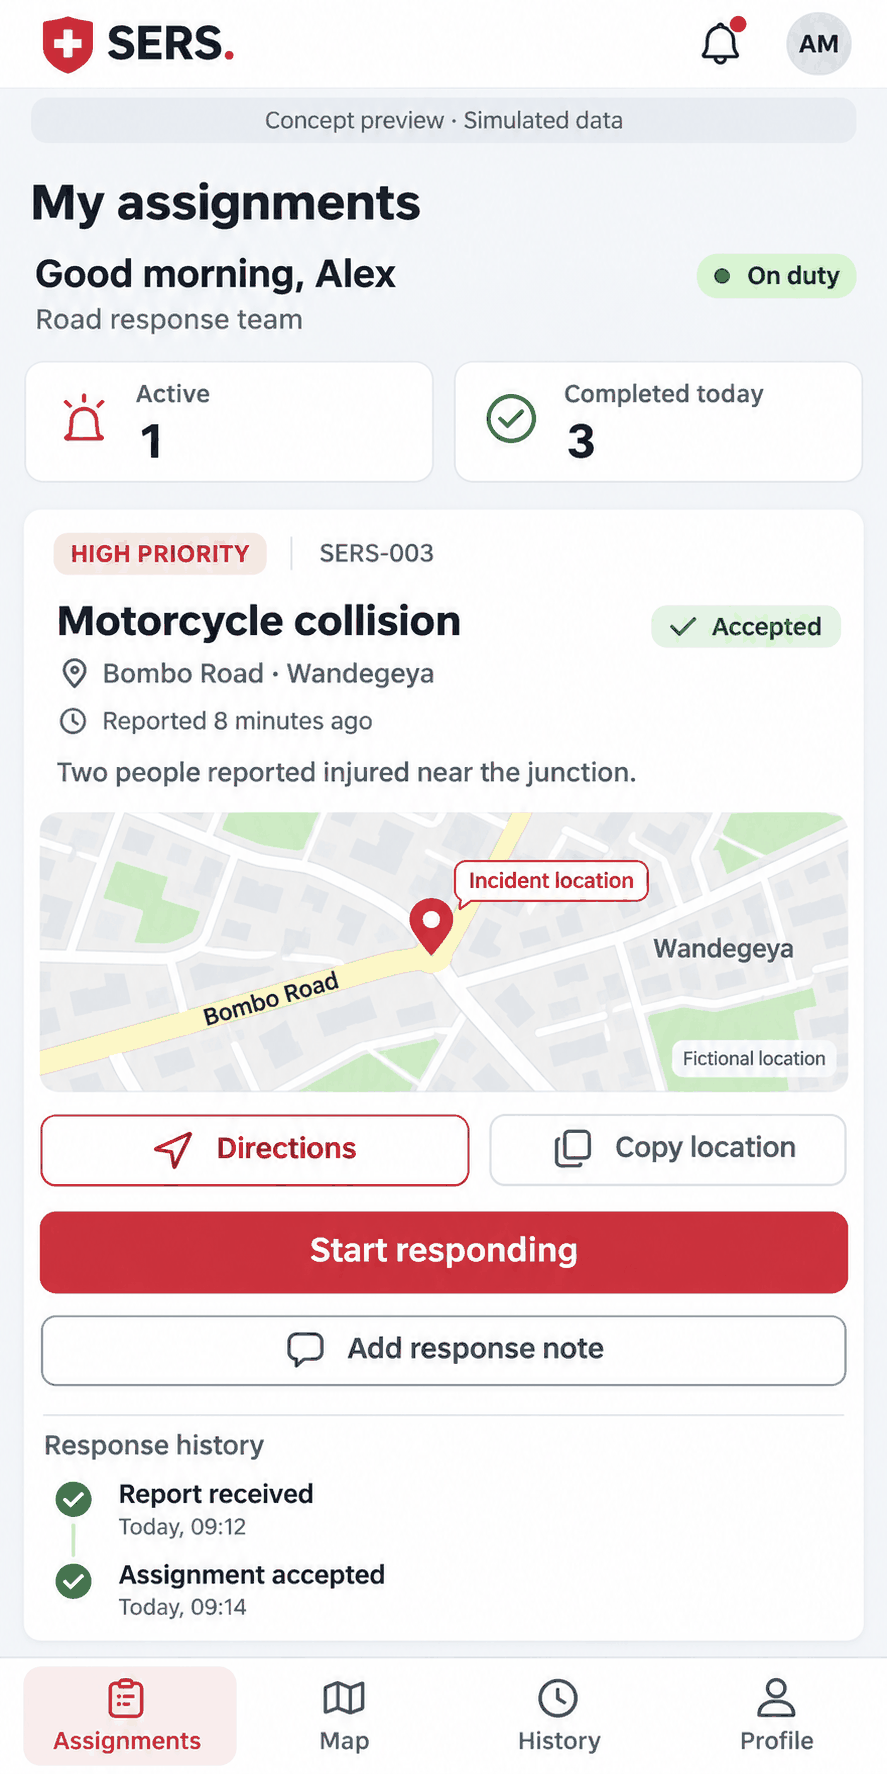 SERS.
AM
Concept preview · Simulated data
My assignments
Good morning, Alex
On duty
Road response team
Active
1
Completed today
3
HIGH PRIORITY
SERS-003
Motorcycle collision
Accepted
Bombo Road · Wandegeya
Reported 8 minutes ago
Two people reported injured near the junction.
Incident location
Wandegeya
Bombo Road
Fictional location
Directions
Copy location
Start responding
Add response note
Response history
Report received
Today, 09:12
Assignment accepted
Today, 09:14
Assignments
Map
History
Profile